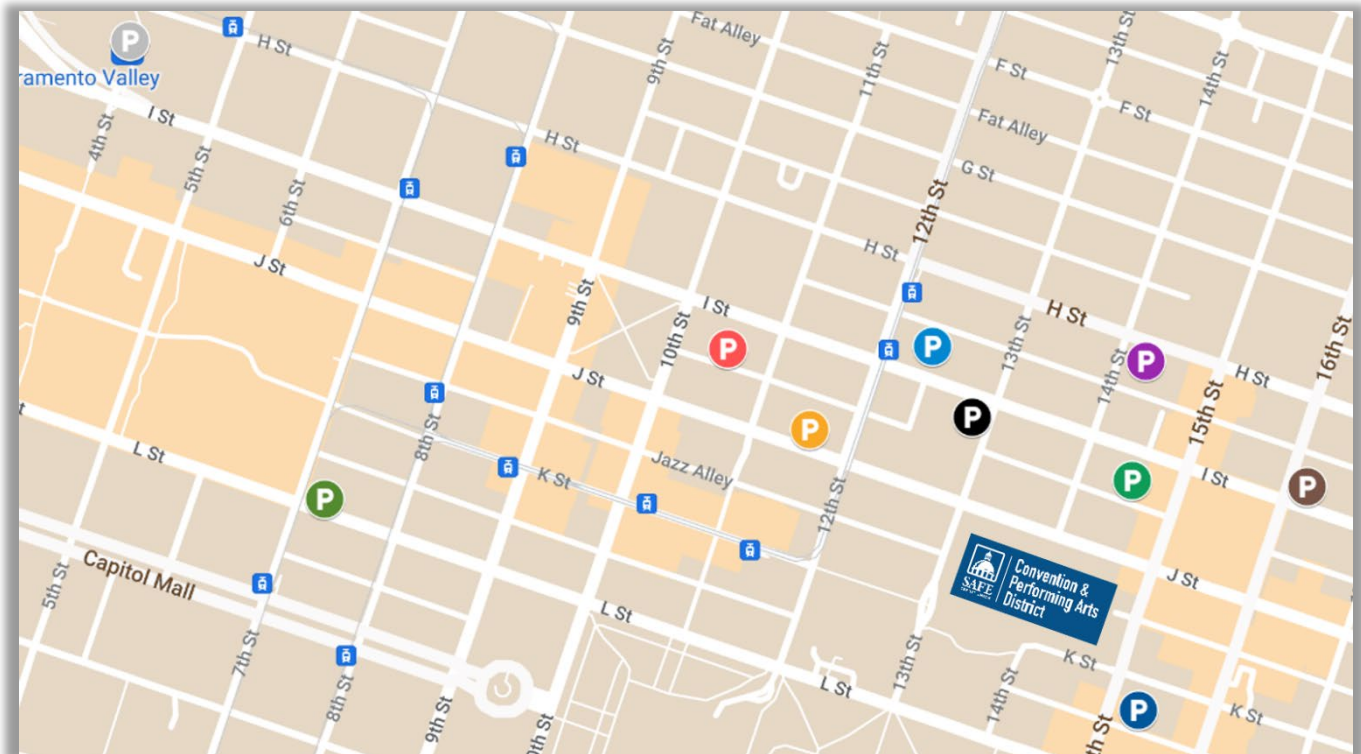 Fat Alley
13th St
P
H St
9th St
11th St
14th St
ramento Valley
F St
F St
I St
4th St
Fat Alley
H St
5th St
G St
6th St
12th St
H St
J St
9th St
I St
H St
10th St
P
P
13th St
16th St
P
14th St
J St
H St
15th St
P
8th St
P
L St
K St
Jazz Alley
I St
P
P
P
12th St
Capitol Mall
5th St
SAFE
Convention &
Performing Arts
District
J St
L St
7th St
13th St
K St
8th St
9th St
L St
14th St
P
K St